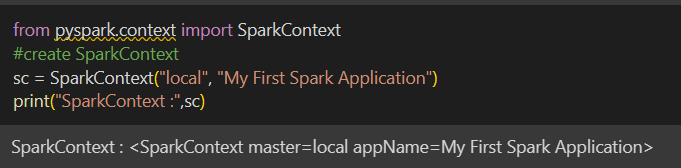 from pyspark.context import SparkContext
#create SparkContext
sc = SparkContext("local", "My First Spark Application")
print("SparkContext :",sc)
SparkContext : <SparkContext master=local appName=My First Spark Application>